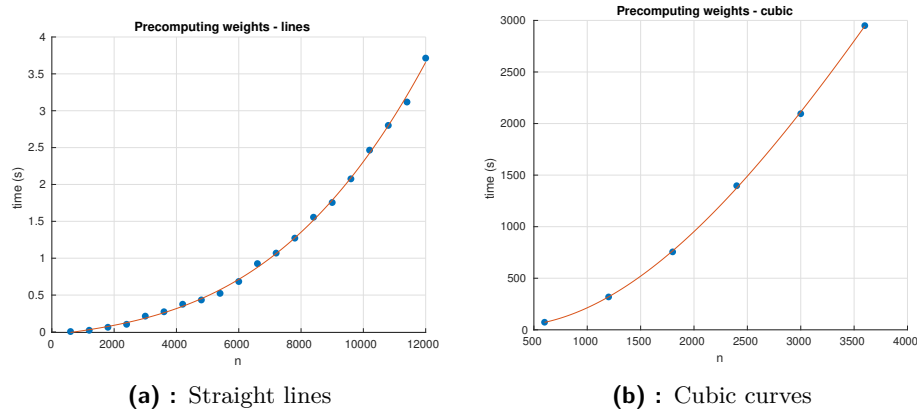 Precomputing weights - lines
4
3.5
3
2.5
2
1.5
1
0.5
0
time (s)
0 2000 4000 6000 8000 10000 12000
n
(a) : Straight lines
Precomputing weights - cubic
3000
2500
2000
1500
1000
500
0
time (s)
500 1000 1500 2000 2500 3000 3500 4000
n
(b) : Cubic curves